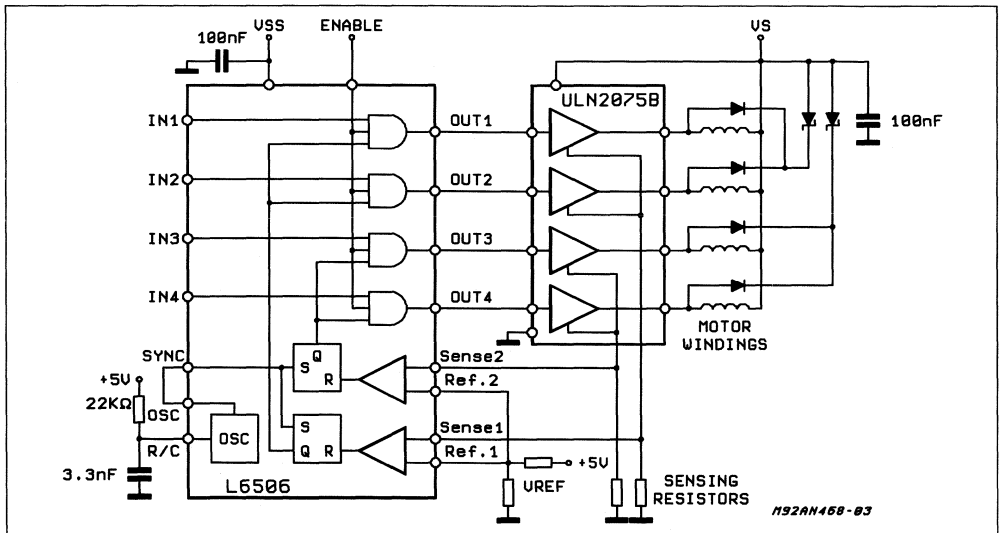 VSS
ENABLE
VS
100nF
ULN2075B
IN1
OUT1
100nF
IN2
OUT2
IN3
OUT3
IN4
OUT4
MOTOR
WINDINGS
SYNC
Q
S
R
Sense2
Ref.2
+5V
22KΩ
OSC
R/C
OSC
S
Q
R
Sense1
Ref.1
+5V
3.3nF
L6506
VREF
SENSING
RESISTORS
M92AN468-03